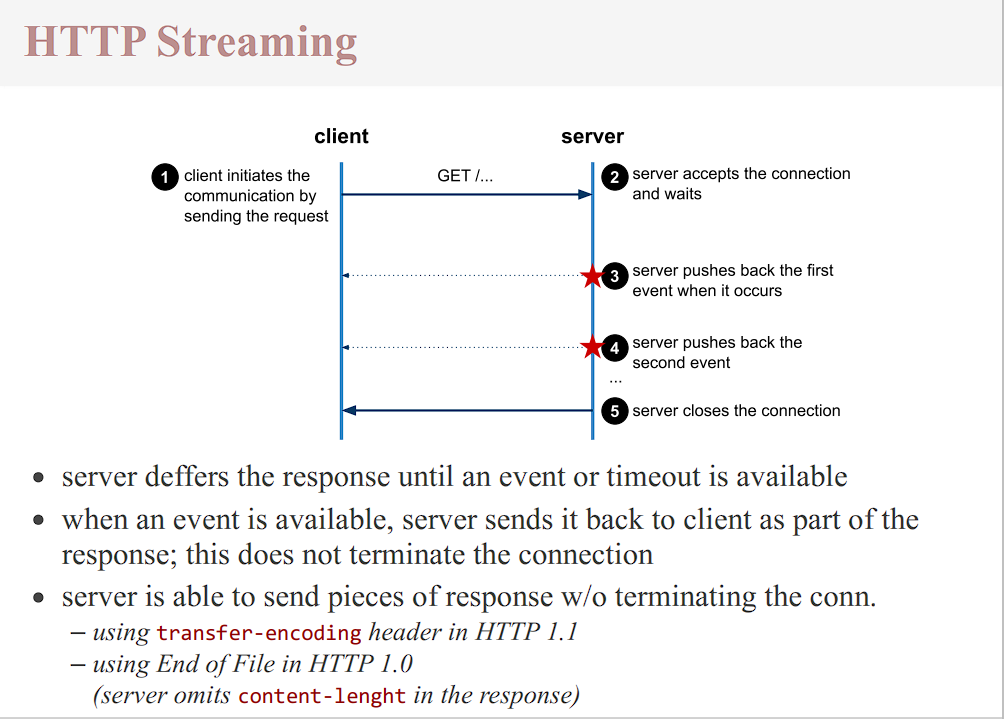 HTTP Streaming
client
server
1 client initiates the
communication by
sending the request
GET /...
2 server accepts the connection
and waits
3 server pushes back the first
event when it occurs
4 server pushes back the
second event
...
5 server closes the connection
• server deffers the response until an event or timeout is available
• when an event is available, server sends it back to client as part of the
response; this does not terminate the connection
• server is able to send pieces of response w/o terminating the conn.
– using transfer-encoding header in HTTP 1.1
– using End of File in HTTP 1.0
(server omits content-lenght in the response)